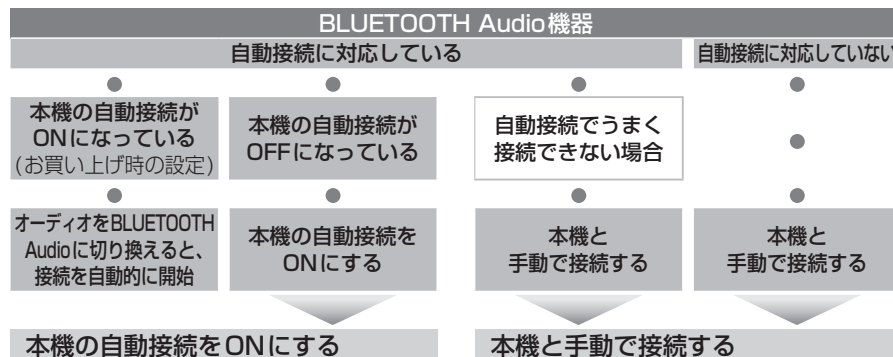 BLUETOOTH Audio機器
自動接続に対応している
自動接続に対応していない
本機の自動接続が
ONになっている
(お買い上げ時の設定)
本機の自動接続が
OFFになっている
自動接続でうまく
接続できない場合
オーディオをBLUETOOTH
Audioに切り換えると、
接続を自動的に開始
本機の自動接続を
ONにする
本機と
手動で接続する
本機と
手動で接続する
本機の自動接続をONにする
本機と手動で接続する